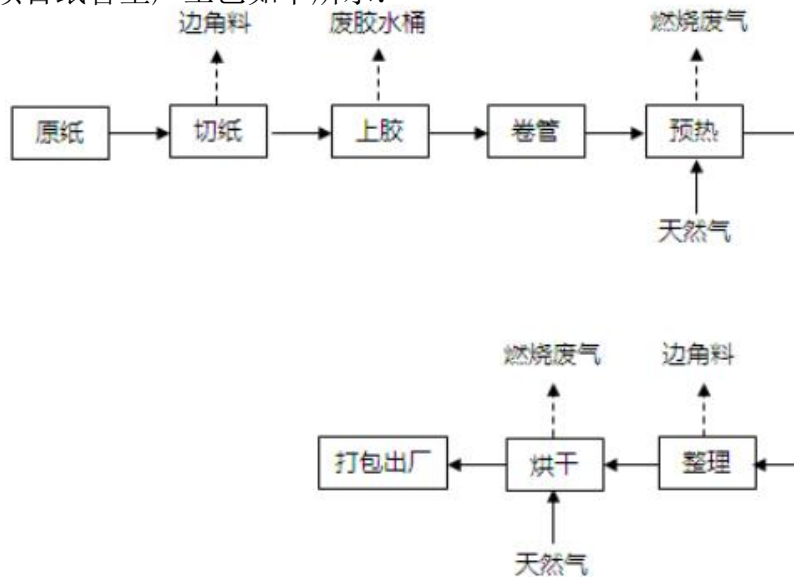 边角料 废胶水桶 燃烧废气
原纸 切纸 上胶 卷管 预热
天然气
燃烧废气 边角料
打包出厂 烘干 整理
天然气